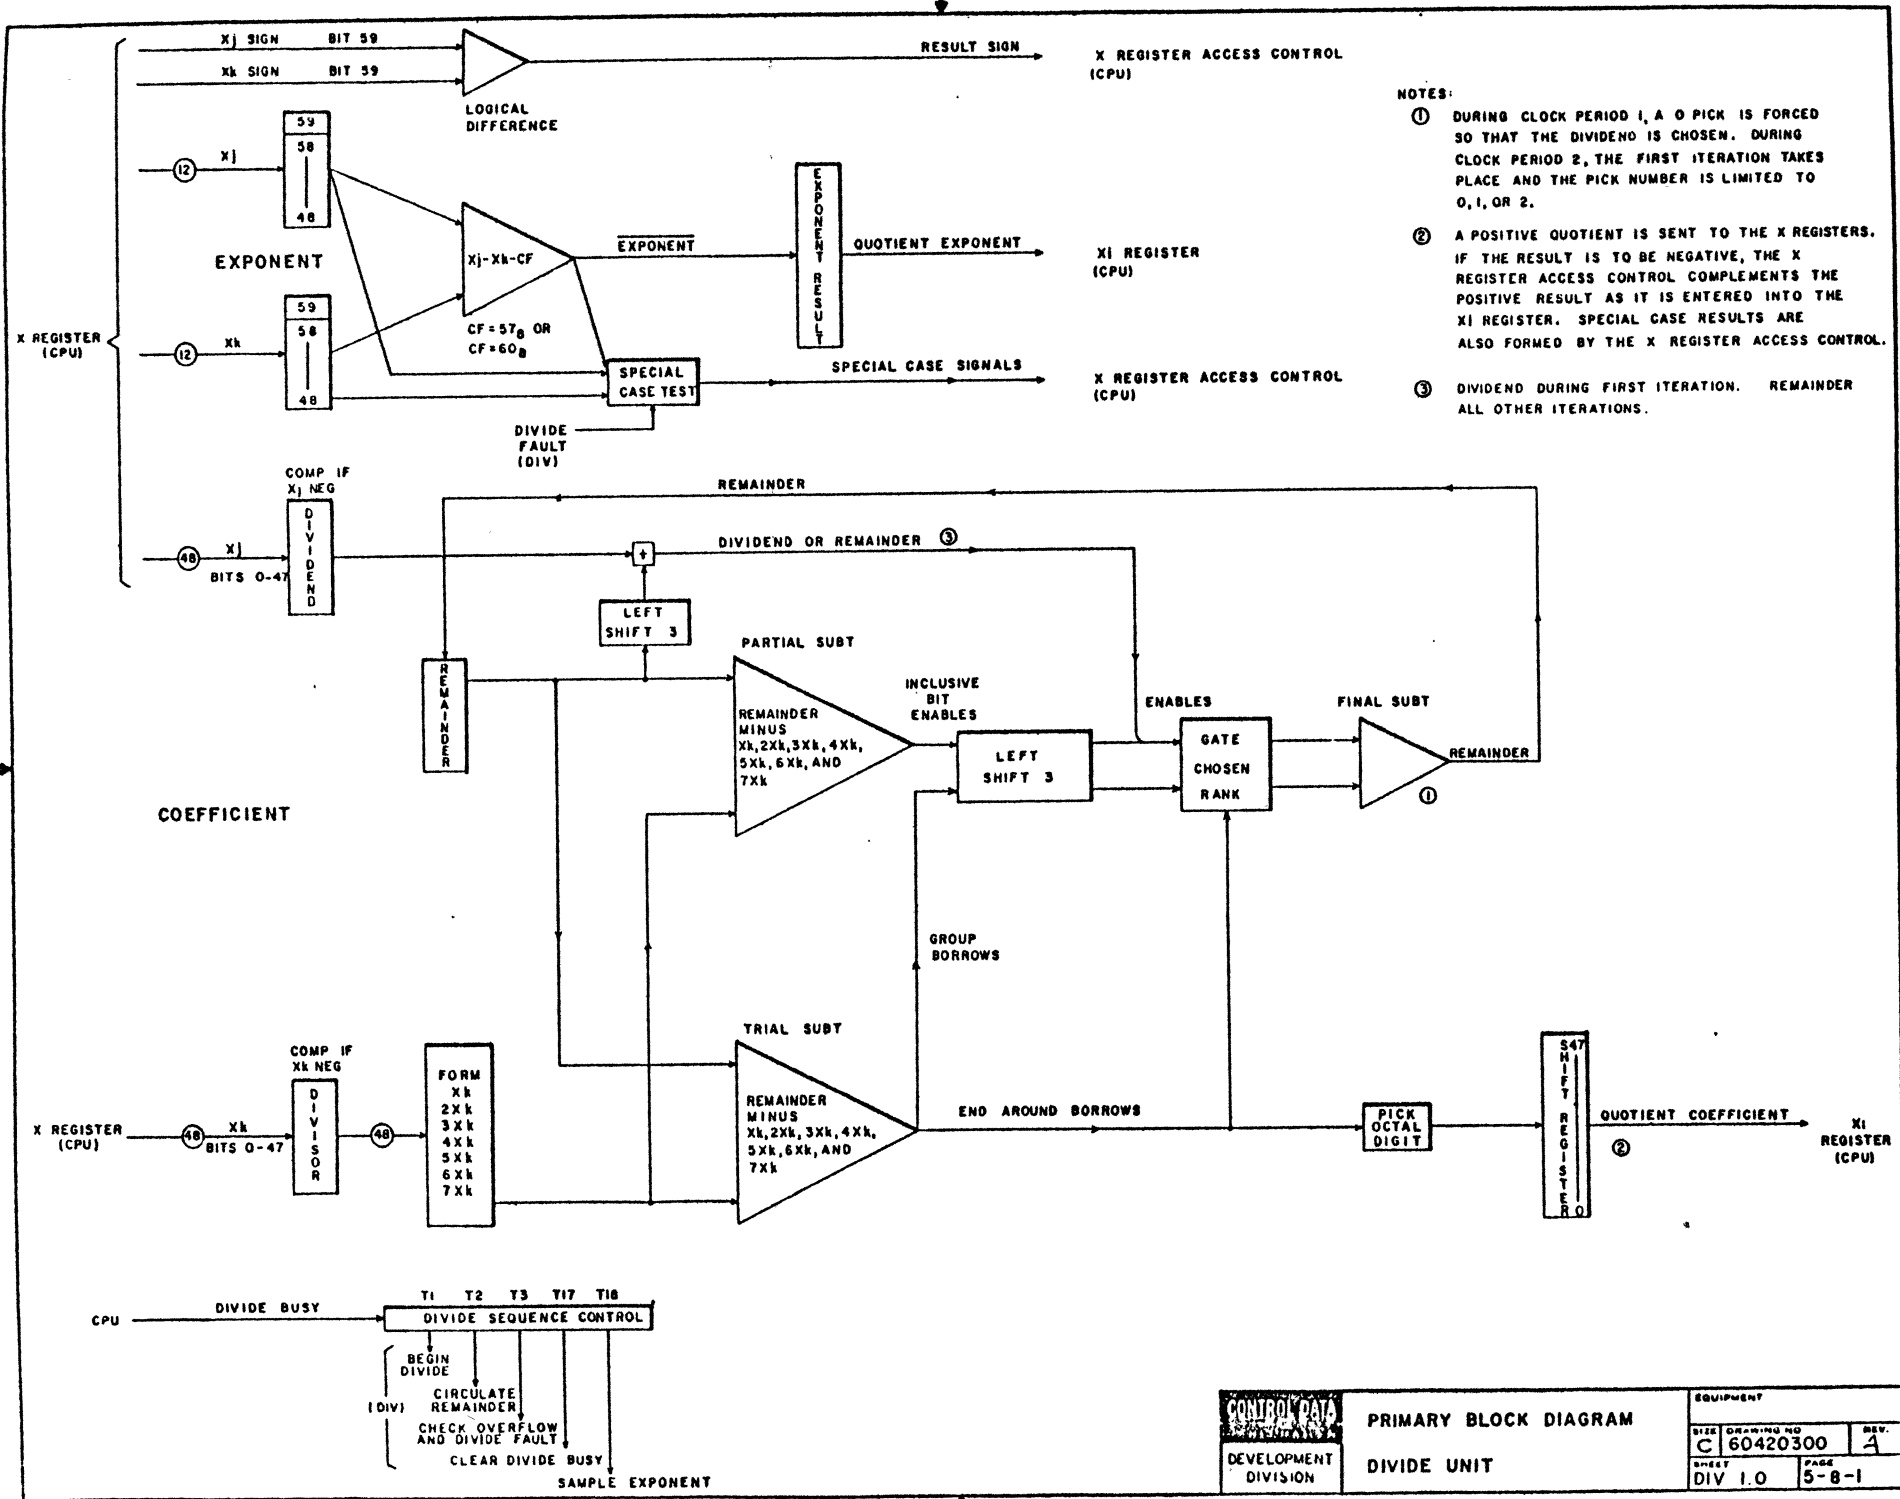 Xj SIGN BIT 59
Xk SIGN BIT 59
LOGICAL
DIFFERENCE
RESULT SIGN
X REGISTER ACCESS CONTROL
(CPU)
NOTES:
① DURING CLOCK PERIOD 1, A 0 PICK IS FORCED
SO THAT THE DIVIDEND IS CHOSEN. DURING
CLOCK PERIOD 2, THE FIRST ITERATION TAKES
PLACE AND THE PICK NUMBER IS LIMITED TO
0, 1, OR 2.
② A POSITIVE QUOTIENT IS SENT TO THE X REGISTERS.
IF THE RESULT IS TO BE NEGATIVE, THE X
REGISTER ACCESS CONTROL COMPLEMENTS THE
POSITIVE RESULT AS IT IS ENTERED INTO THE
Xi REGISTER. SPECIAL CASE RESULTS ARE
ALSO FORMED BY THE X REGISTER ACCESS CONTROL.
③ DIVIDEND DURING FIRST ITERATION. REMAINDER
ALL OTHER ITERATIONS.
12 Xj
59
58
48
EXPONENT
X REGISTER
(CPU)
12 Xk
59
58
48
Xj-Xk-CF
CF = 57₈ OR
CF = 60₈
EXPONENT
EXPONENT RESULT
QUOTIENT EXPONENT
Xi REGISTER
(CPU)
SPECIAL
CASE TEST
SPECIAL CASE SIGNALS
X REGISTER ACCESS CONTROL
(CPU)
DIVIDE
FAULT
(DIV)
COMP IF
Xj NEG
48 Xj
BITS 0-47
DIVIDEND
REMAINDER
+
DIVIDEND OR REMAINDER ③
LEFT
SHIFT 3
REMAINDER
PARTIAL SUBT
REMAINDER
MINUS
Xk, 2Xk, 3Xk, 4Xk,
5Xk, 6Xk, AND
7Xk
INCLUSIVE
BIT
ENABLES
LEFT
SHIFT 3
ENABLES
GATE
CHOSEN
RANK
FINAL SUBT
①
REMAINDER
COEFFICIENT
GROUP
BORROWS
TRIAL SUBT
REMAINDER
MINUS
Xk, 2Xk, 3Xk, 4Xk,
5Xk, 6Xk, AND
7Xk
COMP IF
Xk NEG
X REGISTER
(CPU)
48 Xk
BITS 0-47
DIVISOR
48
FORM
Xk
2Xk
3Xk
4Xk
5Xk
6Xk
7Xk
END AROUND BORROWS
PICK
OCTAL
DIGIT
SHIFT REGISTER
47
0
QUOTIENT COEFFICIENT
②
Xi
REGISTER
(CPU)
CPU
DIVIDE BUSY
T1 T2 T3 T17 T18
DIVIDE SEQUENCE CONTROL
(DIV)
BEGIN
DIVIDE
CIRCULATE
REMAINDER
CHECK OVERFLOW
AND DIVIDE FAULT
CLEAR DIVIDE BUSY
SAMPLE EXPONENT
CONTROL DATA
DEVELOPMENT
DIVISION
PRIMARY BLOCK DIAGRAM
DIVIDE UNIT
EQUIPMENT
SIZE C
DRAWING NO 60420300
REV. A
SHEET DIV 1.0
PAGE 5-8-1